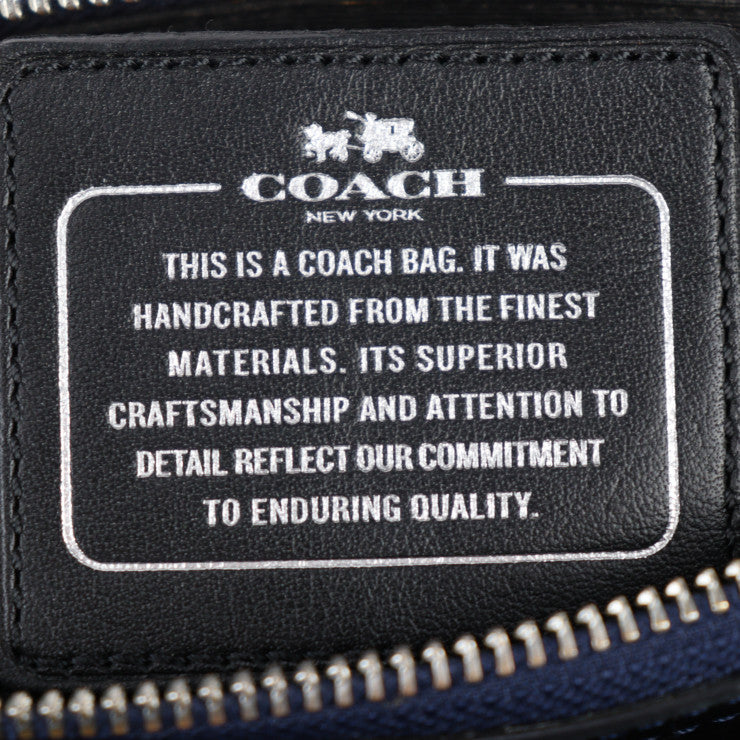 COACH
NEW YORK
THIS IS A COACH BAG. IT WAS
HANDCRAFTED FROM THE FINEST
MATERIALS. ITS SUPERIOR
CRAFTSMANSHIP AND ATTENTION TO
DETAIL REFLECT OUR COMMITMENT
TO ENDURING QUALITY.